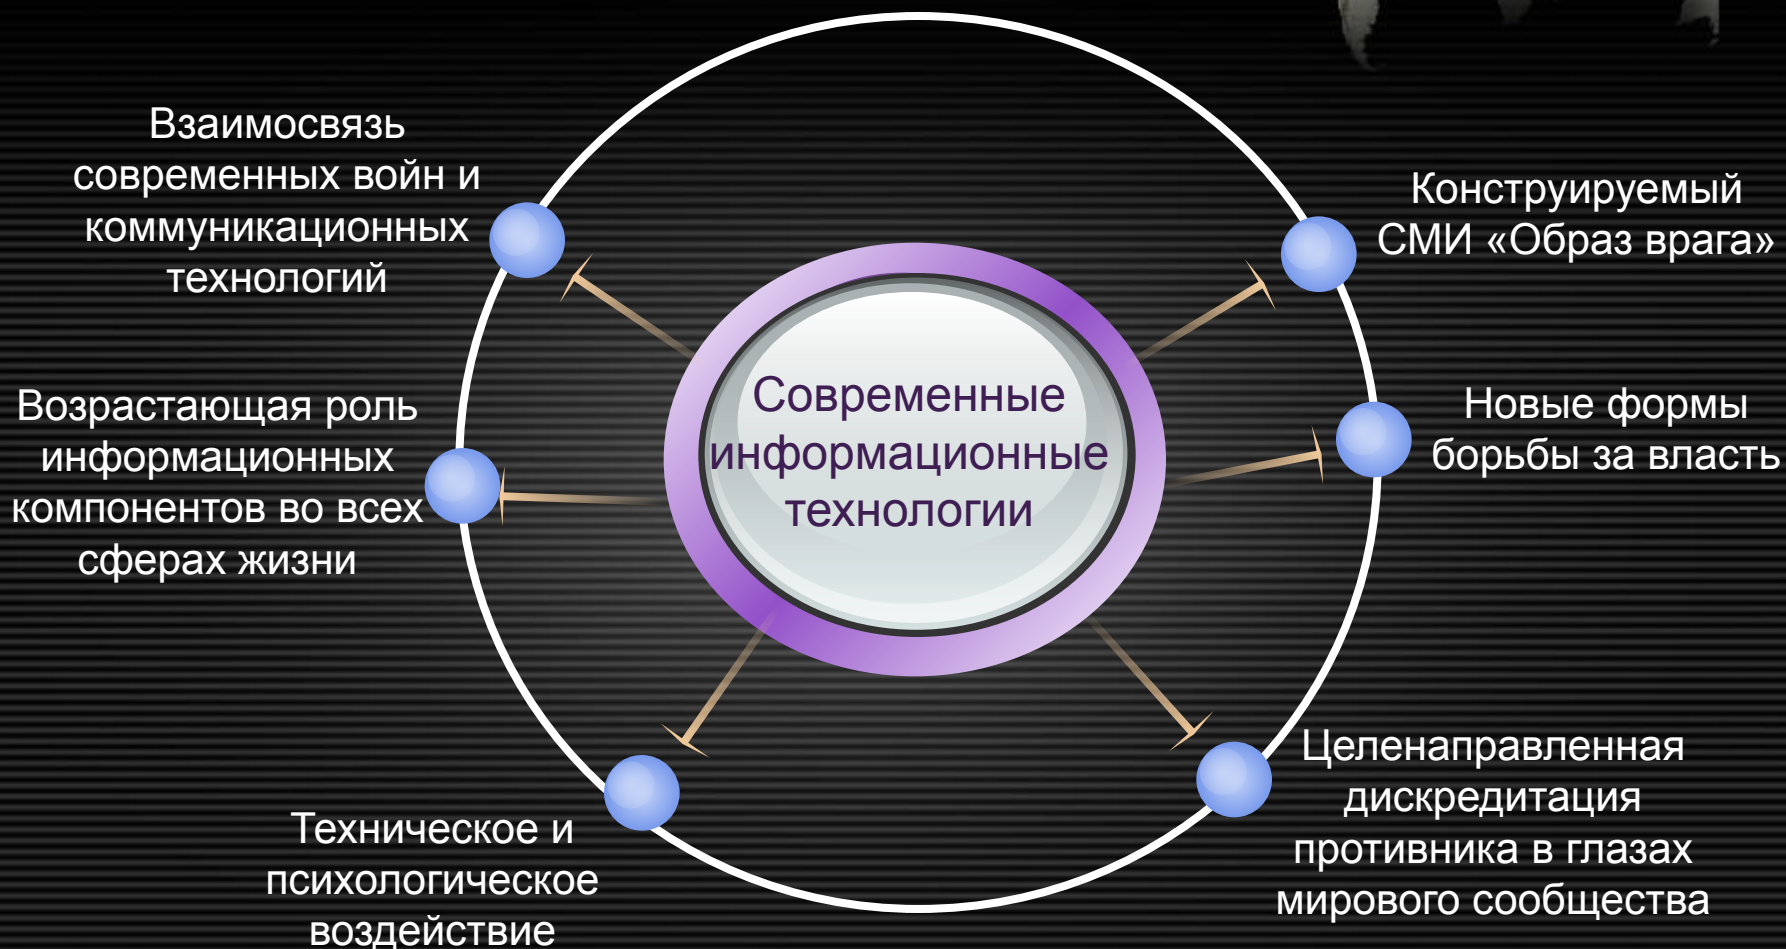 Взаимосвязь
современных войн и
коммуникационных
технологий
Конструируемый
СМИ «Образ врага»
Современные
информационные
технологии
Возрастающая роль
информационных
компонентов во всех
сферах жизни
Новые формы
борьбы за власть
Техническое и
психологическое
воздействие
Целенаправленная
дискредитация
противника в глазах
мирового сообщества